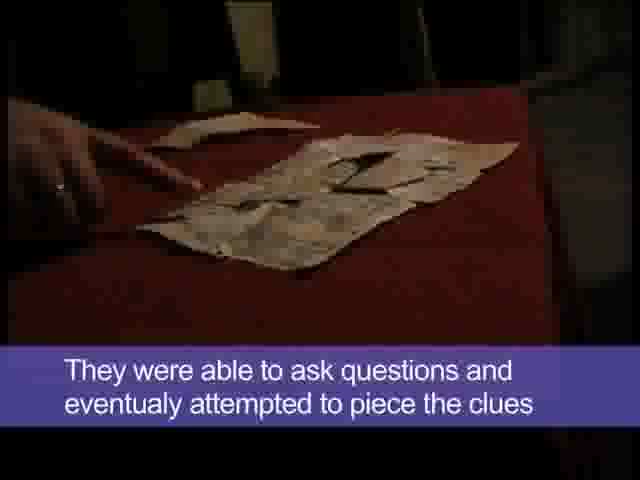 They were able to ask questions and
eventualy attempted to piece the clues